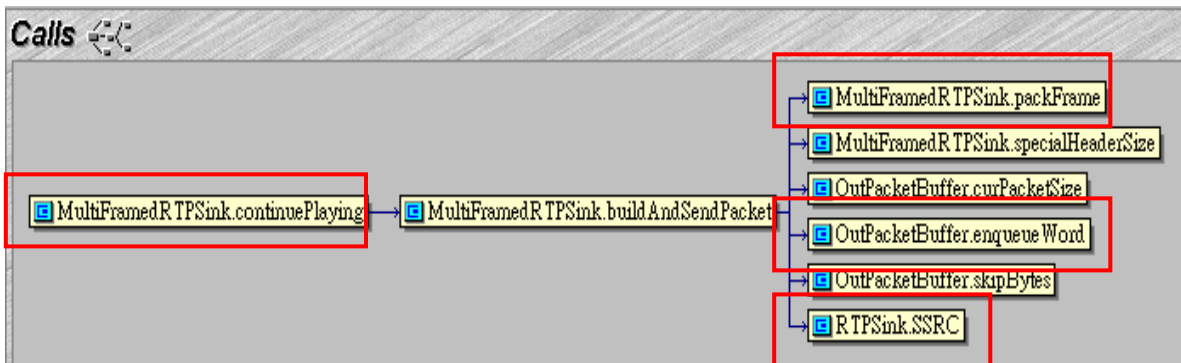 Calls
MultiFramedRTPSink.packFrame
MultiFramedRTPSink.specialHeaderSize
OutPacketBuffer.curPacketSize
MultiFramedRTPSink.continuePlaying
MultiFramedRTPSink.buildAndSendPacket
OutPacketBuffer.enqueueWord
OutPacketBuffer.skipBytes
RTPSink.SSRC